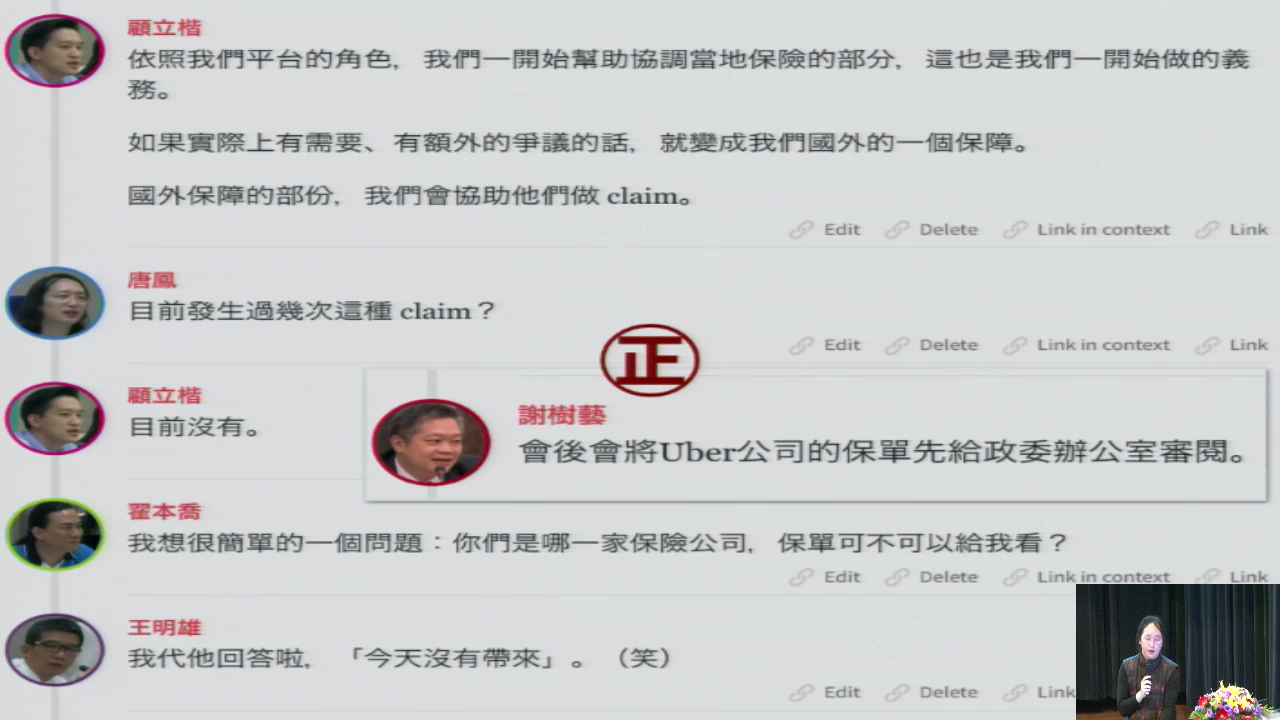 顧立楷
依照我們平台的角色，我們一開始幫助協調當地保險的部分，這也是我們一開始做的義
務。
如果實際上有需要、有額外的爭議的話，就變成我們國外的一個保障。
國外保障的部份，我們會協助他們做 claim。
Edit Delete Link in context Link
唐鳳
目前發生過幾次這種 claim？
Edit Delete Link in context Link
正
顧立楷
目前沒有。
謝樹藝
會後會將Uber公司的保單先給政委辦公室審閱。
翟本喬
我想很簡單的一個問題：你們是哪一家保險公司，保單可不可以給我看？
Edit Delete Link in context Link
王明雄
我代他回答啦，「今天沒有帶來」。（笑）
Edit Delete Link